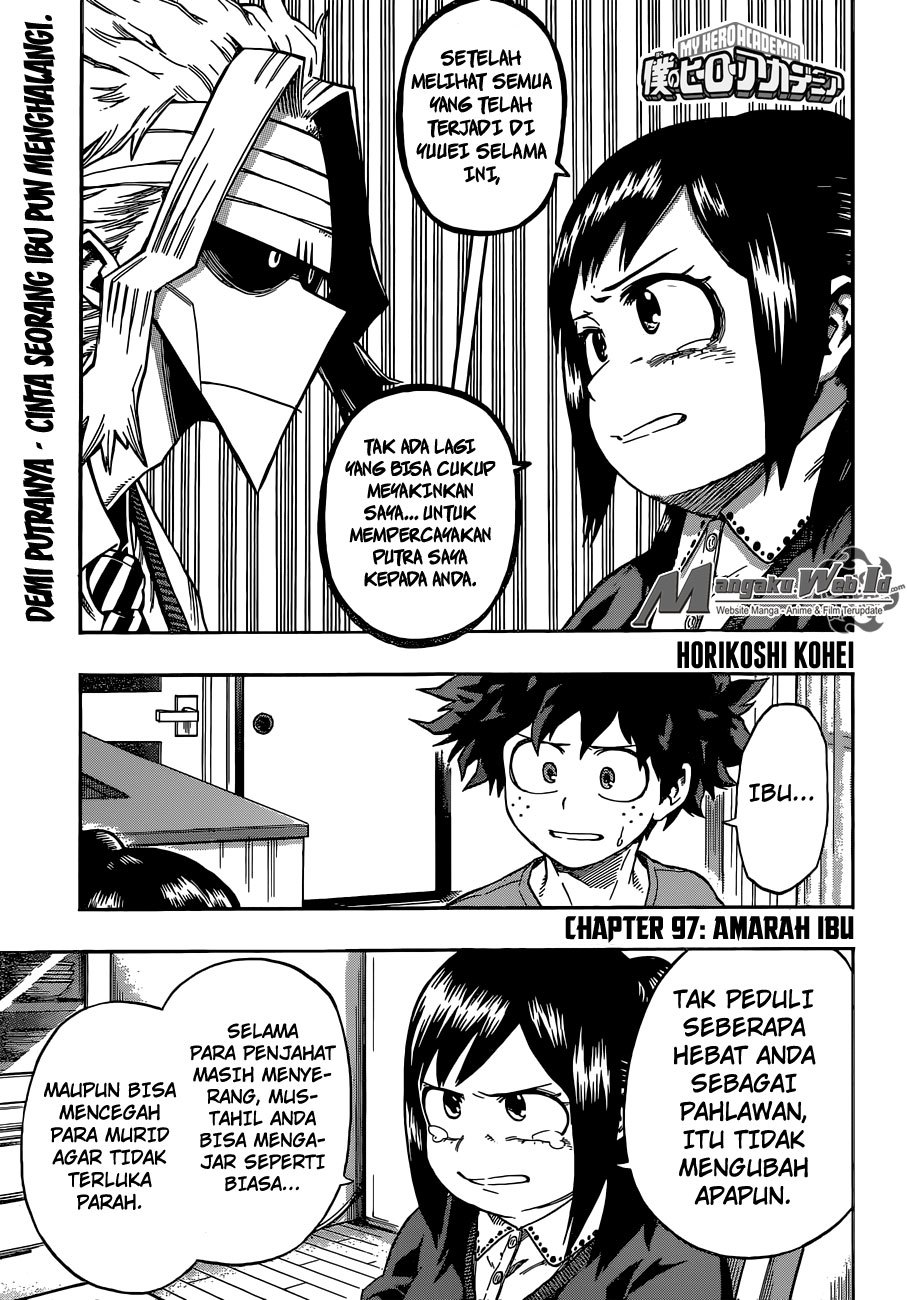 DEMI PUTRANYA - CINTA SEORANG IBU PUN MENGHALANGI.
MY HERO ACADEMIA
僕のヒーローアカデミア
SETELAH
MELIHAT SEMUA
YANG TELAH
TERJADI DI
YUUEI SELAMA
INI,
TAK ADA LAGI
YANG BISA CUKUP
MEYAKINKAN
SAYA... UNTUK
MEMPERCAYAKAN
PUTRA SAYA
KEPADA ANDA.
Mangaku.Web.Id.com
Website Manga - Anime & Film Terupdate
HORIKOSHI KOHEI
IBU...
CHAPTER 97: AMARAH IBU
TAK PEDULI
SEBERAPA
HEBAT ANDA
SEBAGAI
PAHLAWAN,
ITU TIDAK
MENGUBAH
APAPUN.
SELAMA
PARA PENJAHAT
MASIH MENYE-
RANG, MUS-
TAHIL ANDA
BISA MENGA-
JAR SEPERTI
BIASA...
MAUPUN BISA
MENCEGAH
PARA MURID
AGAR TIDAK
TERLUKA
PARAH.